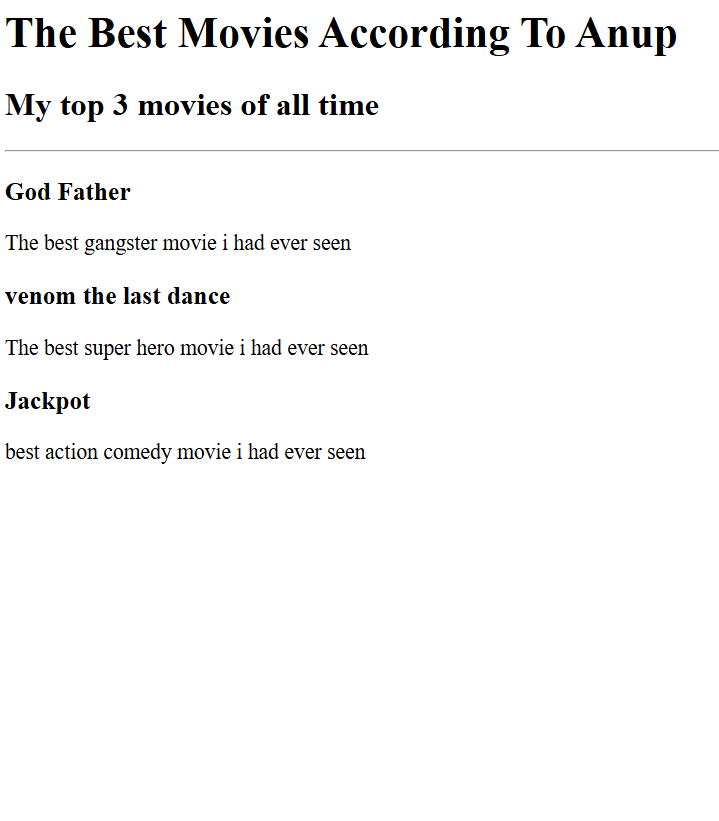 The Best Movies According To Anup
My top 3 movies of all time
God Father
The best gangster movie i had ever seen
venom the last dance
The best super hero movie i had ever seen
Jackpot
best action comedy movie i had ever seen